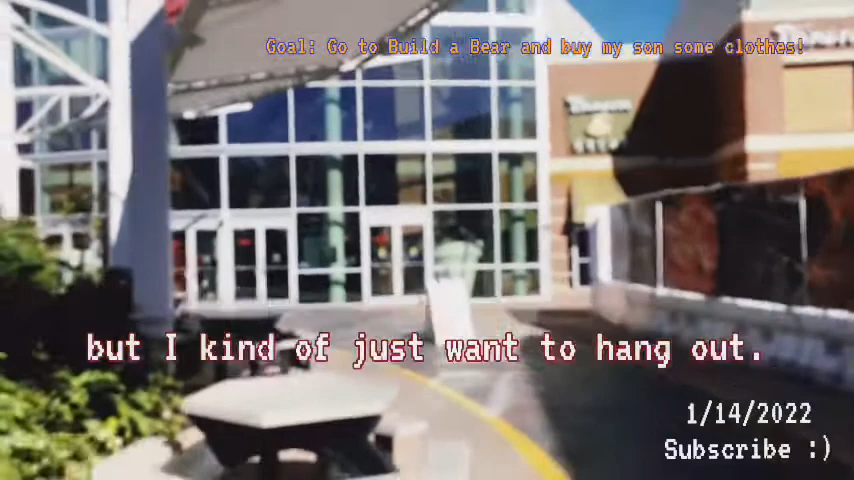 Goal: Go to Build a Bear and buy my son some clothes!
but I kind of just want to hang out.
1/14/2022
Subscribe :)